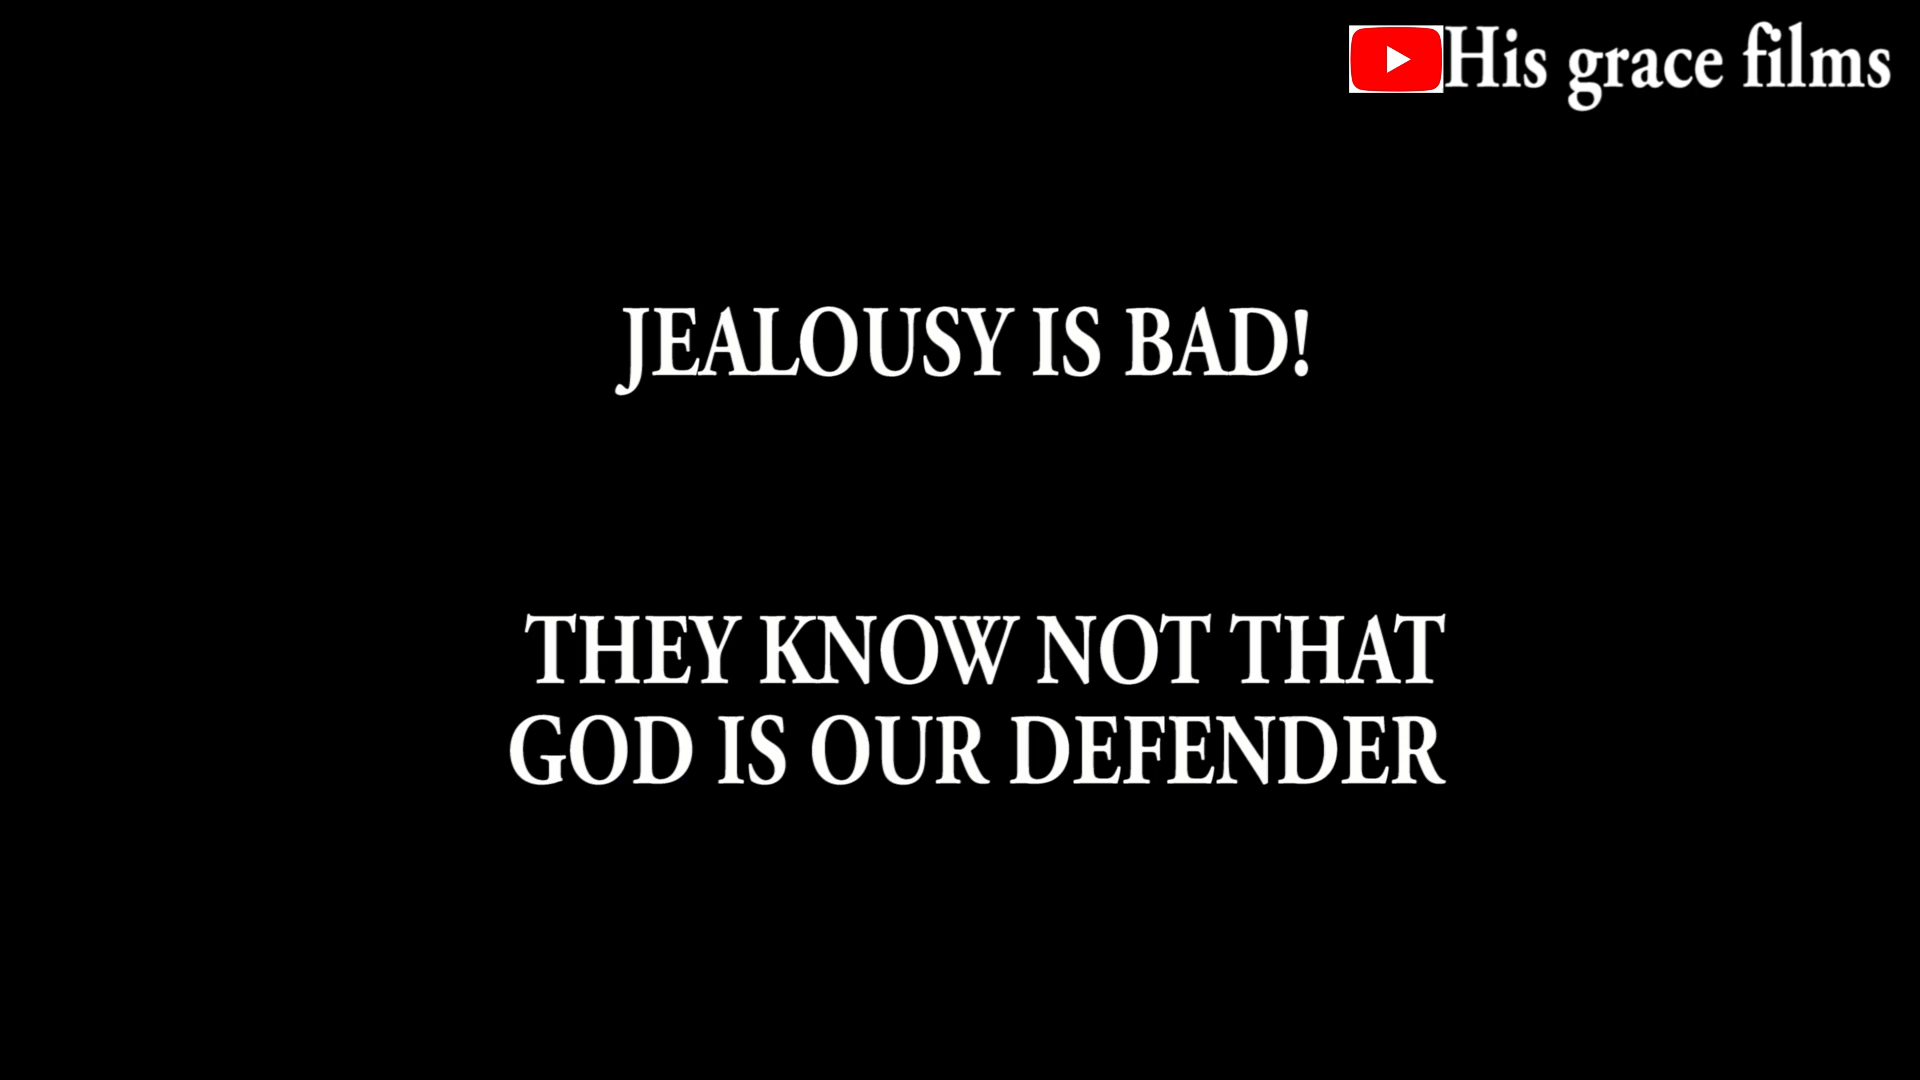 His grace films
JEALOUSY IS BAD!
THEY KNOW NOT THAT
GOD IS OUR DEFENDER